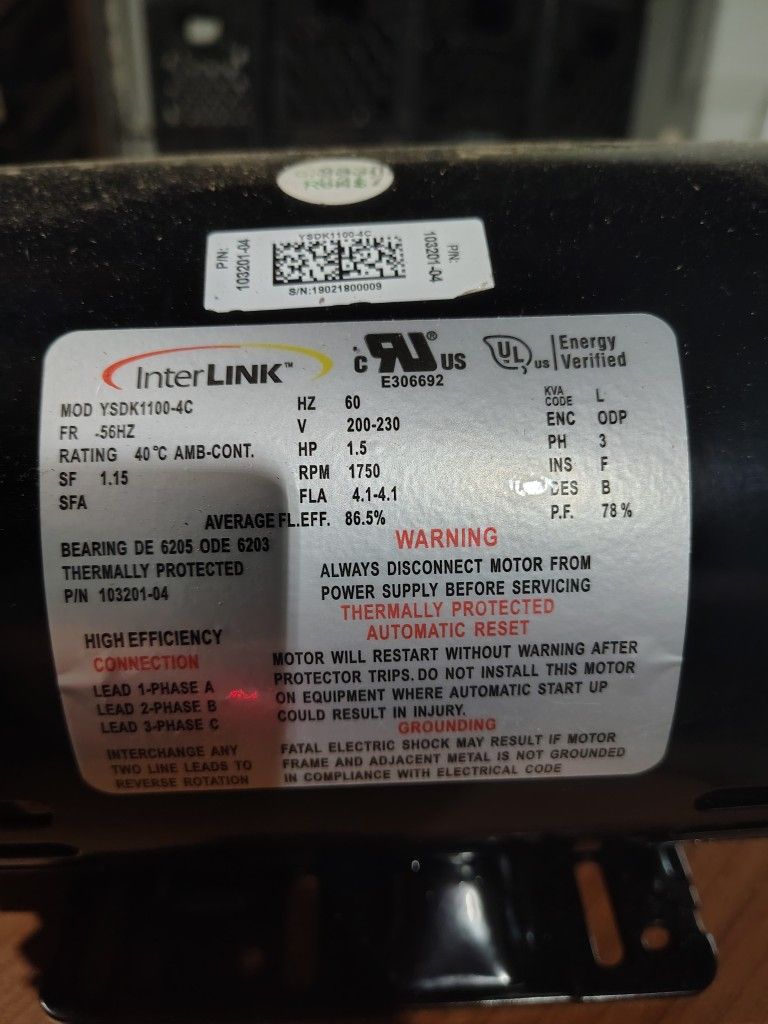 YSDK1100-4C
P/N:
103201-04
103201-04
P/N:
S/N:19021800009
InterLINK™
c RU® US
E306692
UL US
Energy
Verified
MOD YSDK1100-4C
FR -56HZ
RATING 40°C AMB-CONT.
SF 1.15
SFA
HZ 60
V 200-230
HP 1.5
RPM 1750
FLA 4.1-4.1
KVA CODE L
ENC ODP
PH 3
INS F
DES B
P.F. 78%
AVERAGE FL.EFF. 86.5%
BEARING DE 6205 ODE 6203
THERMALLY PROTECTED
P/N 103201-04
HIGH EFFICIENCY
CONNECTION
LEAD 1-PHASE A
LEAD 2-PHASE B
LEAD 3-PHASE C
INTERCHANGE ANY
TWO LINE LEADS TO
REVERSE ROTATION
WARNING
ALWAYS DISCONNECT MOTOR FROM
POWER SUPPLY BEFORE SERVICING
THERMALLY PROTECTED
AUTOMATIC RESET
MOTOR WILL RESTART WITHOUT WARNING AFTER
PROTECTOR TRIPS. DO NOT INSTALL THIS MOTOR
ON EQUIPMENT WHERE AUTOMATIC START UP
COULD RESULT IN INJURY.
GROUNDING
FATAL ELECTRIC SHOCK MAY RESULT IF MOTOR
FRAME AND ADJACENT METAL IS NOT GROUNDED
IN COMPLIANCE WITH ELECTRICAL CODE